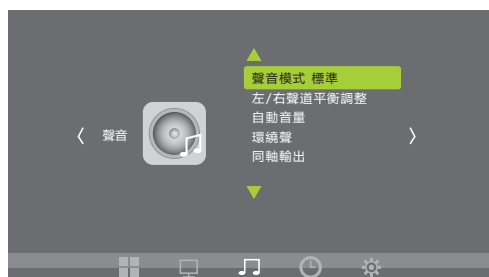 聲音
聲音模式 標準
左/右聲道平衡調整
自動音量
環繞聲
同軸輸出